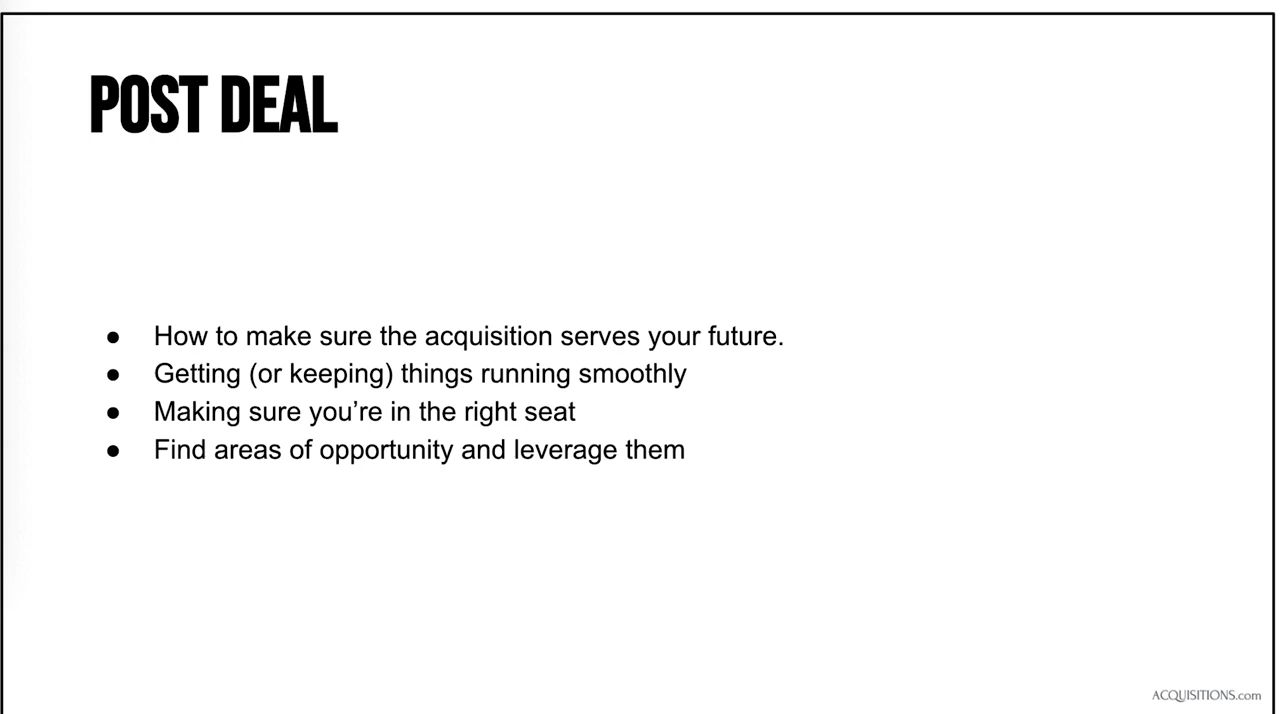 POST DEAL
● How to make sure the acquisition serves your future.
● Getting (or keeping) things running smoothly
● Making sure you’re in the right seat
● Find areas of opportunity and leverage them
ACQUISITIONS.com